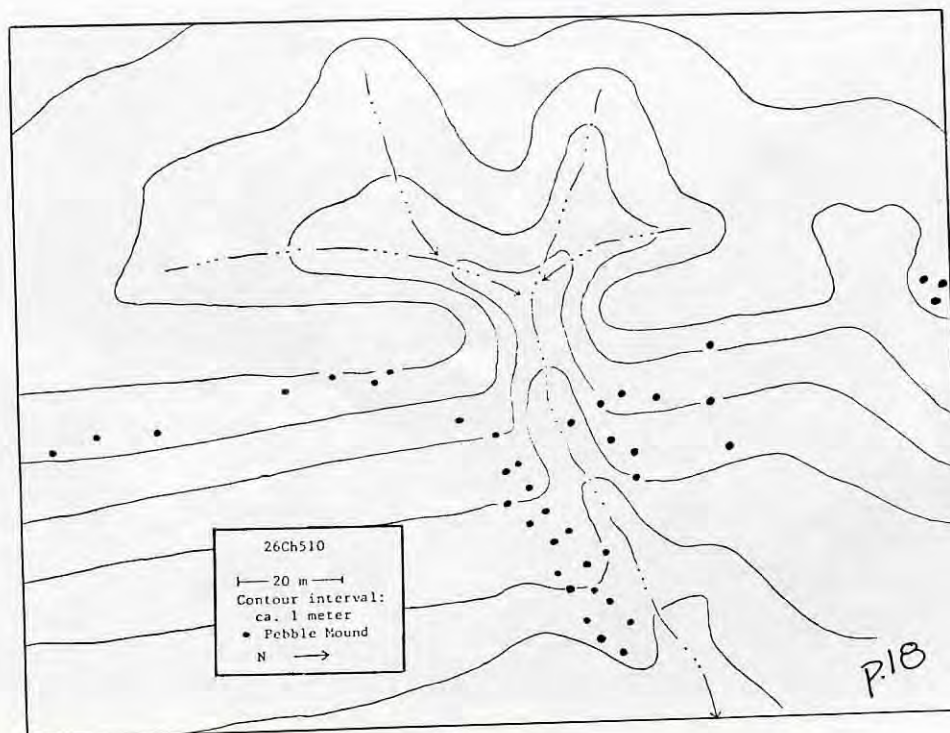 26Ch510
20 m
Contour interval:
ca. 1 meter
Pebble Mound
N
P.18